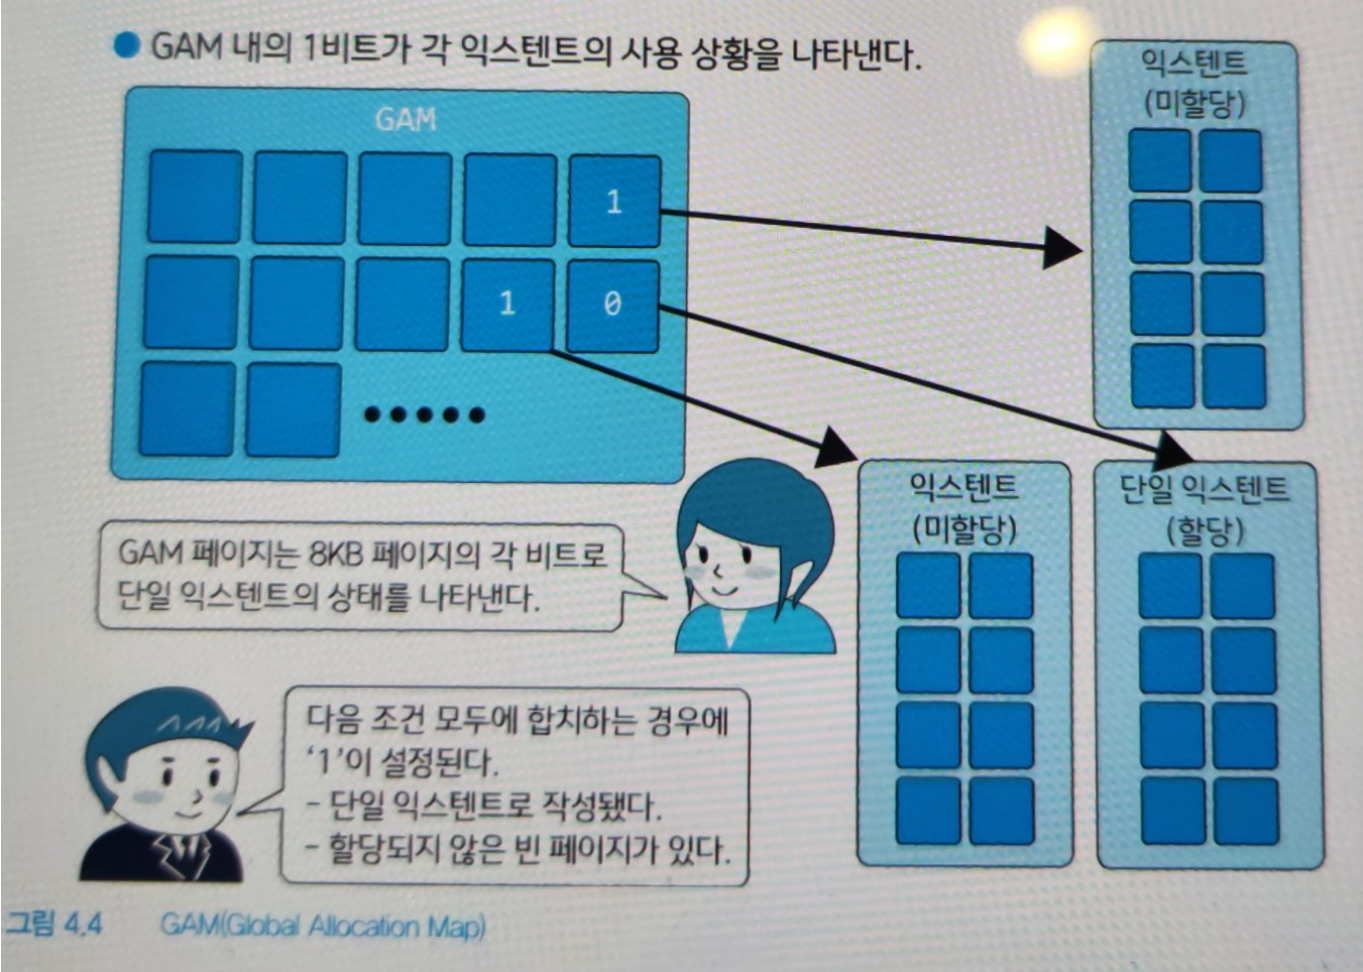 ● GAM 내의 1비트가 각 익스텐트의 사용 상황을 나타낸다.
GAM
1
1 0
•••••
익스텐트
(미할당)
익스텐트
(미할당)
단일 익스텐트
(할당)
GAM 페이지는 8KB 페이지의 각 비트로
단일 익스텐트의 상태를 나타낸다.
다음 조건 모두에 합치하는 경우에
‘1’이 설정된다.
- 단일 익스텐트로 작성됐다.
- 할당되지 않은 빈 페이지가 있다.
그림 4.4 GAM(Global Allocation Map)